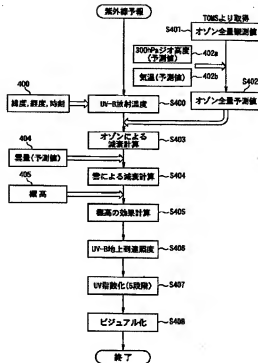 紫外線予報
TOMSより取得
S401
オゾン全量観測値
300hPaジオ高度
(予測値)
402a
気温(予測値)
402b
S402
オゾン全量予測値
400
緯度,経度,時刻
UV-B放射温度
S400
オゾンによる
減衰計算
S403
404
雲量(予測値)
雲による減衰計算
S404
405
標高
標高の効果計算
S405
UV-B地上到達照度
S406
UV指数化(5段階)
S407
ビジュアル化
S408
終了